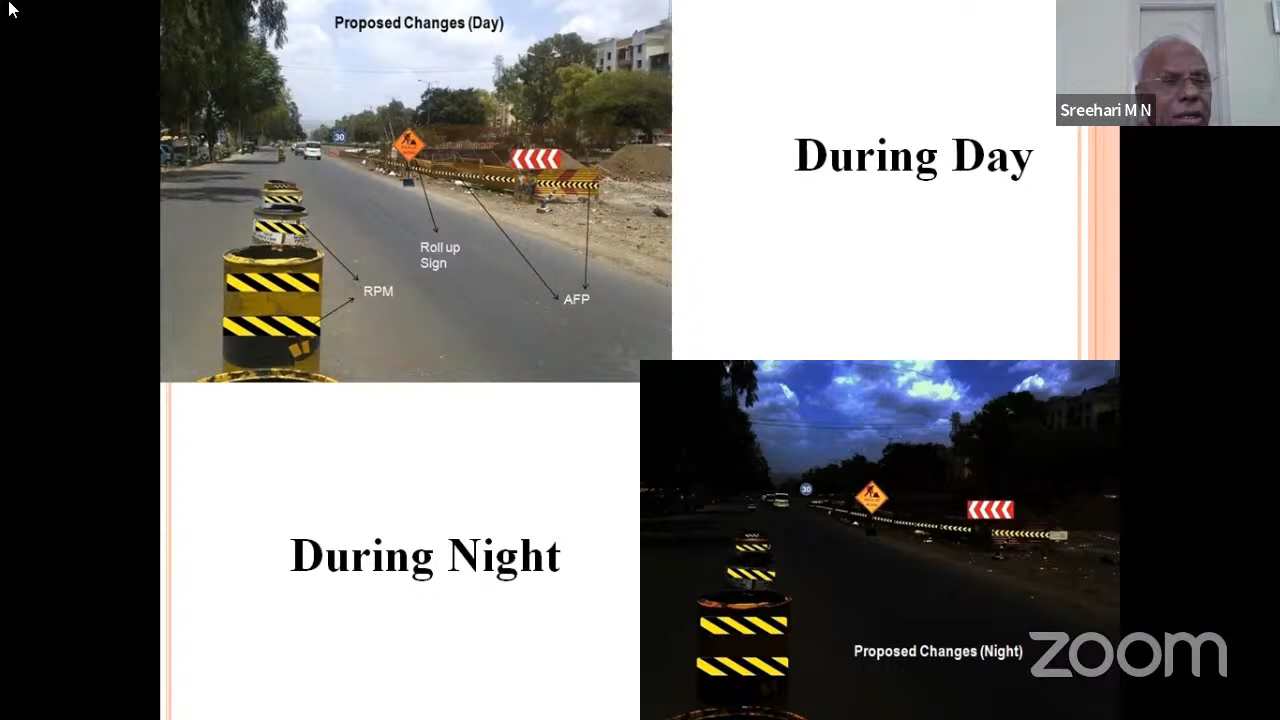 Proposed Changes (Day)
Sreehari M N
30
During Day
Roll up
Sign
RPM
AFP
30
During Night
Proposed Changes (Night)
zoom